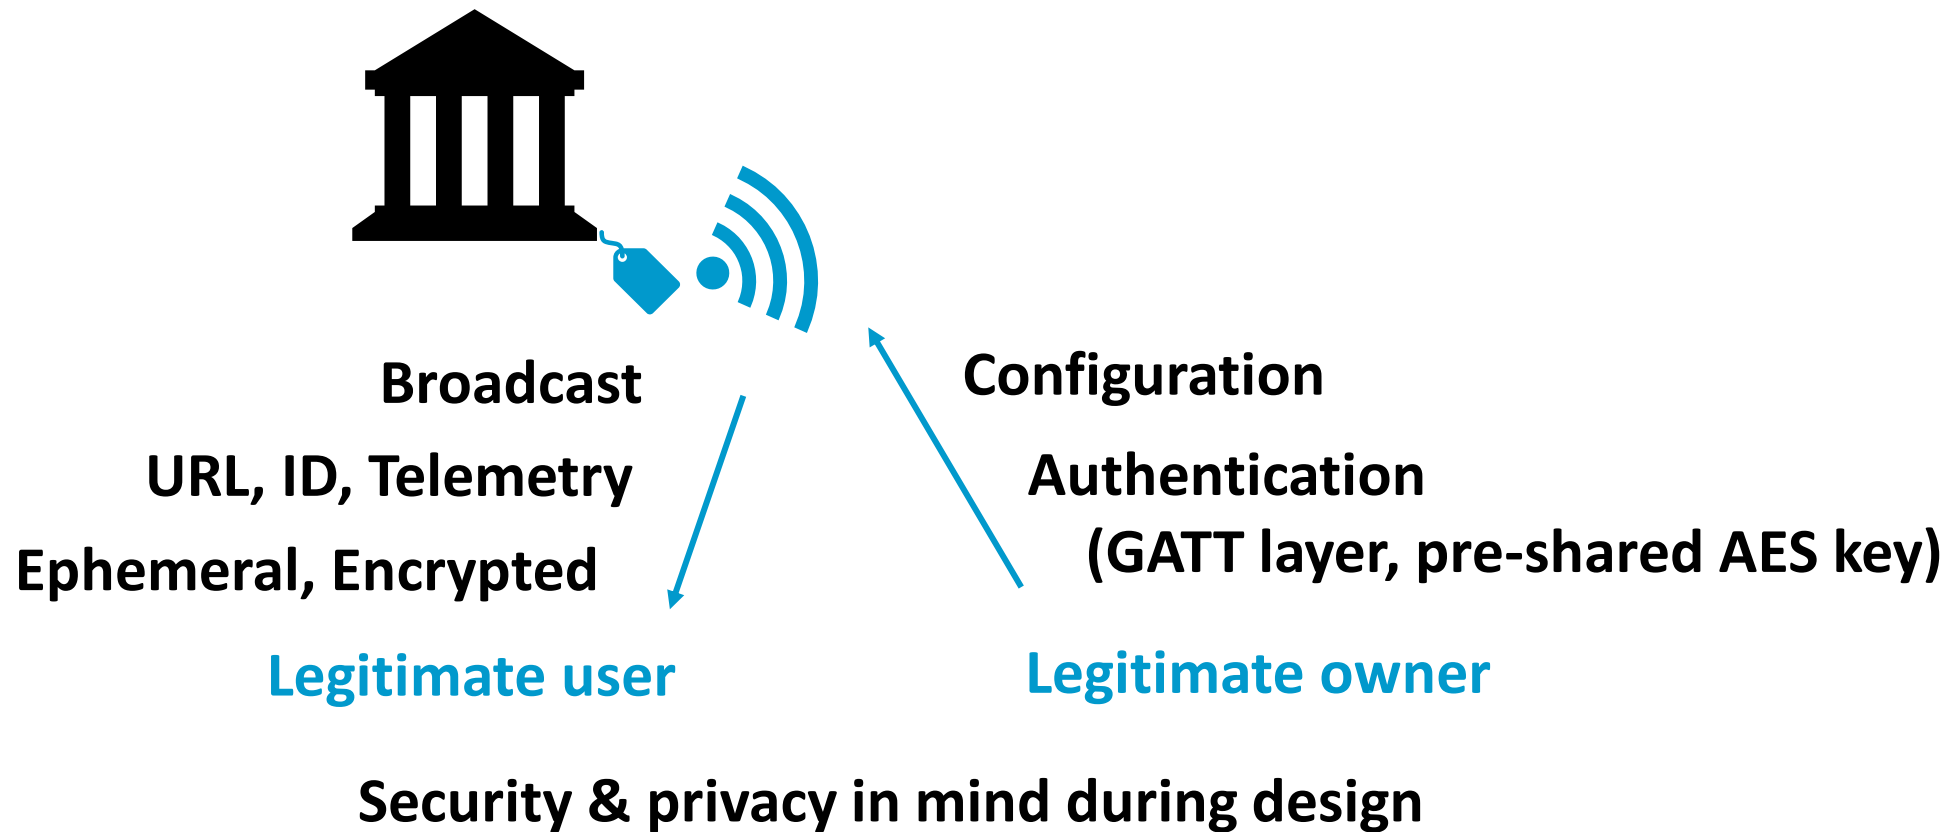 Broadcast
URL, ID, Telemetry
Ephemeral, Encrypted
Legitimate user
Configuration
Authentication
(GATT layer, pre-shared AES key)
Legitimate owner
Security & privacy in mind during design